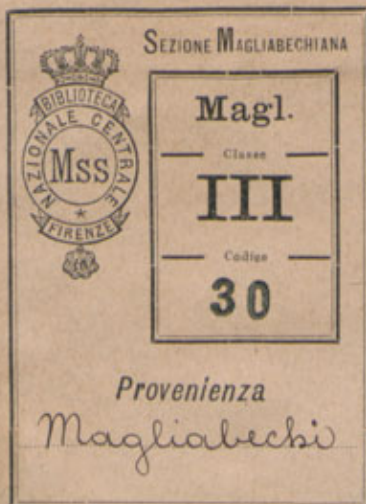 SEZIONE MAGLIABECHIANA
BIBLIOTECA
NAZIONALE CENTRALE
Mss
FIRENZE
Magl.
Classe
III
Codice
30
Provenienza
Magliabechi